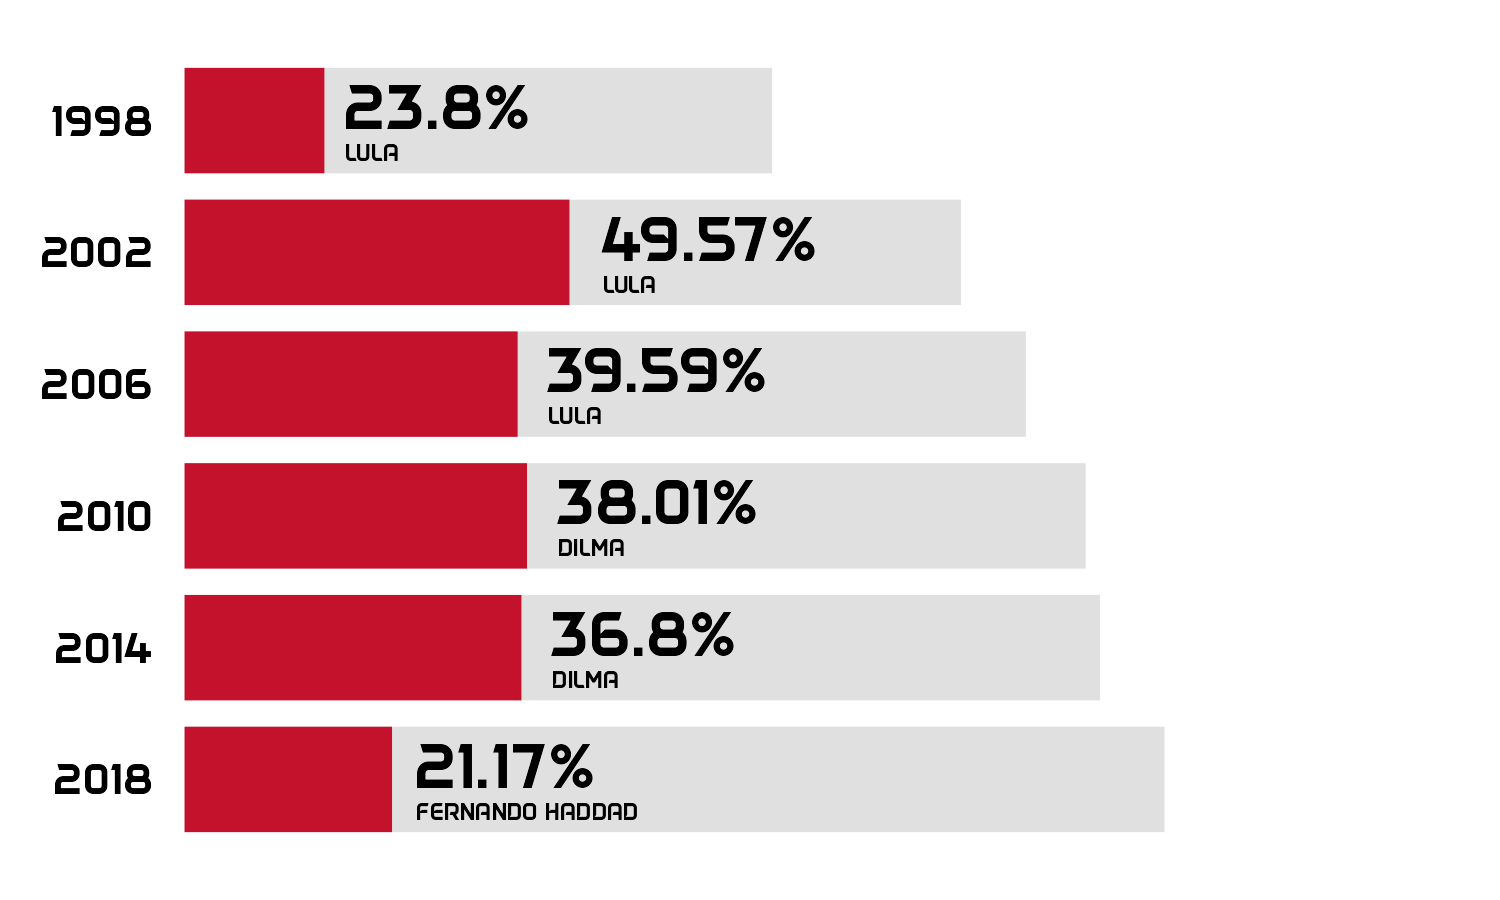 1998
23.8%
LULA
2002
49.57%
LULA
2006
39.59%
LULA
2010
38.01%
DILMA
2014
36.8%
DILMA
2018
21.17%
FERNANDO HADDAD